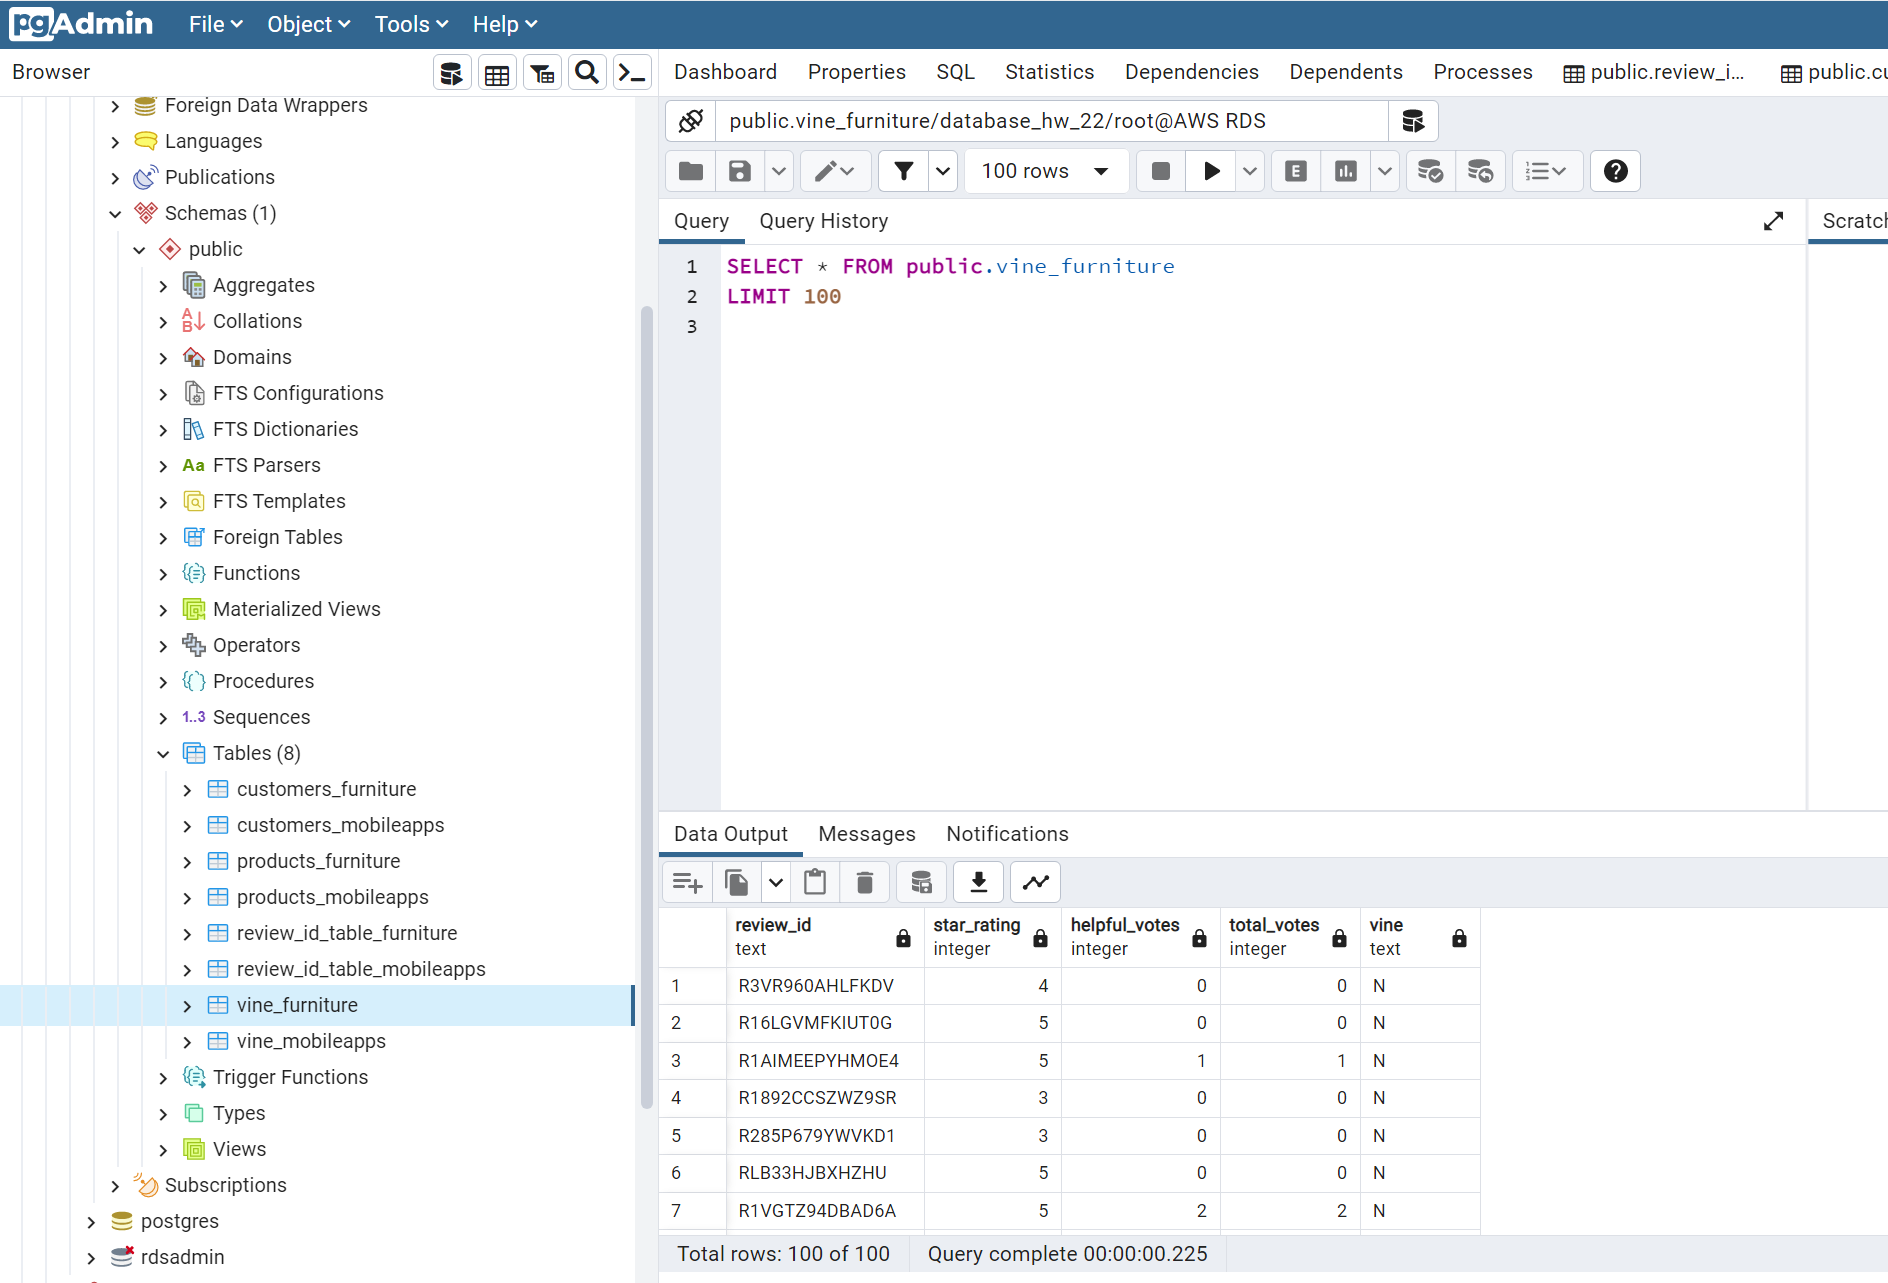 pgAdmin File Object Tools Help
Browser
Dashboard Properties SQL Statistics Dependencies Dependents Processes public.review_i... public.cu
Foreign Data Wrappers
Languages
Publications
Schemas (1)
public
Aggregates
Collations
Domains
FTS Configurations
FTS Dictionaries
Aa FTS Parsers
FTS Templates
Foreign Tables
Functions
Materialized Views
Operators
Procedures
1..3 Sequences
Tables (8)
customers_furniture
customers_mobileapps
products_furniture
products_mobileapps
review_id_table_furniture
review_id_table_mobileapps
vine_furniture
vine_mobileapps
Trigger Functions
Types
Views
Subscriptions
postgres
rdsadmin
public.vine_furniture/database_hw_22/root@AWS RDS
100 rows E
Query Query History Scratch
1 SELECT * FROM public.vine_furniture
2 LIMIT 100
3
Data Output Messages Notifications
review_id star_rating helpful_votes total_votes vine
text integer integer integer text
1 R3VR960AHLFKDV 4 0 0 N
2 R16LGVMFKIUT0G 5 0 0 N
3 R1AIMEEPYHMOE4 5 1 1 N
4 R1892CCSZWZ9SR 3 0 0 N
5 R285P679YWVKD1 3 0 0 N
6 RLB33HJBXHZHU 5 0 0 N
7 R1VGTZ94DBAD6A 5 2 2 N
Total rows: 100 of 100 Query complete 00:00:00.225